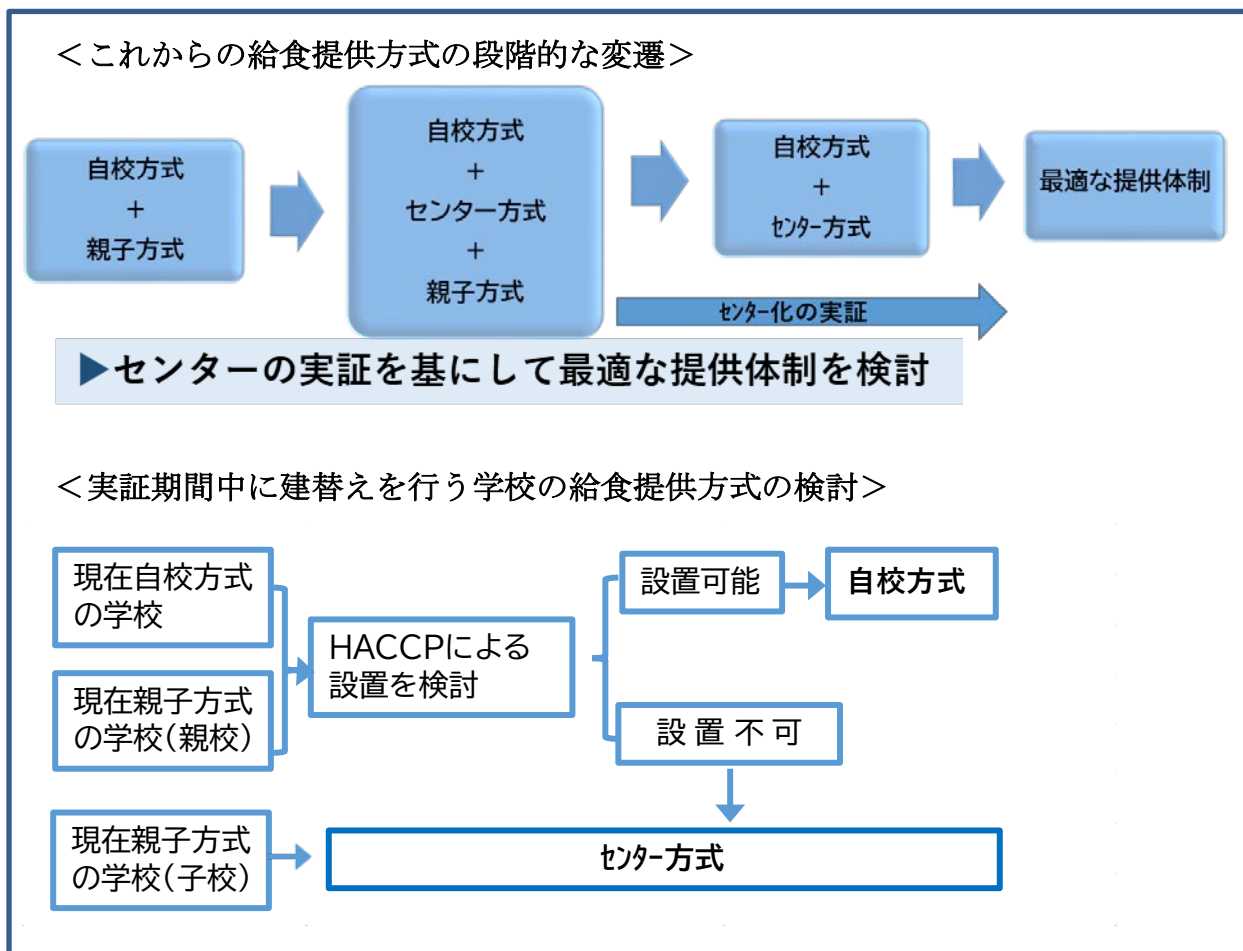 ＜これからの給食提供方式の段階的な変遷＞
自校方式
＋
親子方式
自校方式
＋
センター方式
＋
親子方式
自校方式
＋
ｾﾝﾀｰ方式
最適な提供体制
ｾﾝﾀｰ化の実証
▶センターの実証を基にして最適な提供体制を検討
＜実証期間中に建替えを行う学校の給食提供方式の検討＞
現在自校方式
の学校
現在親子方式
の学校(親校)
HACCPによる
設置を検討
設置可能
自校方式
設 置 不 可
現在親子方式
の学校(子校)
ｾﾝﾀｰ方式